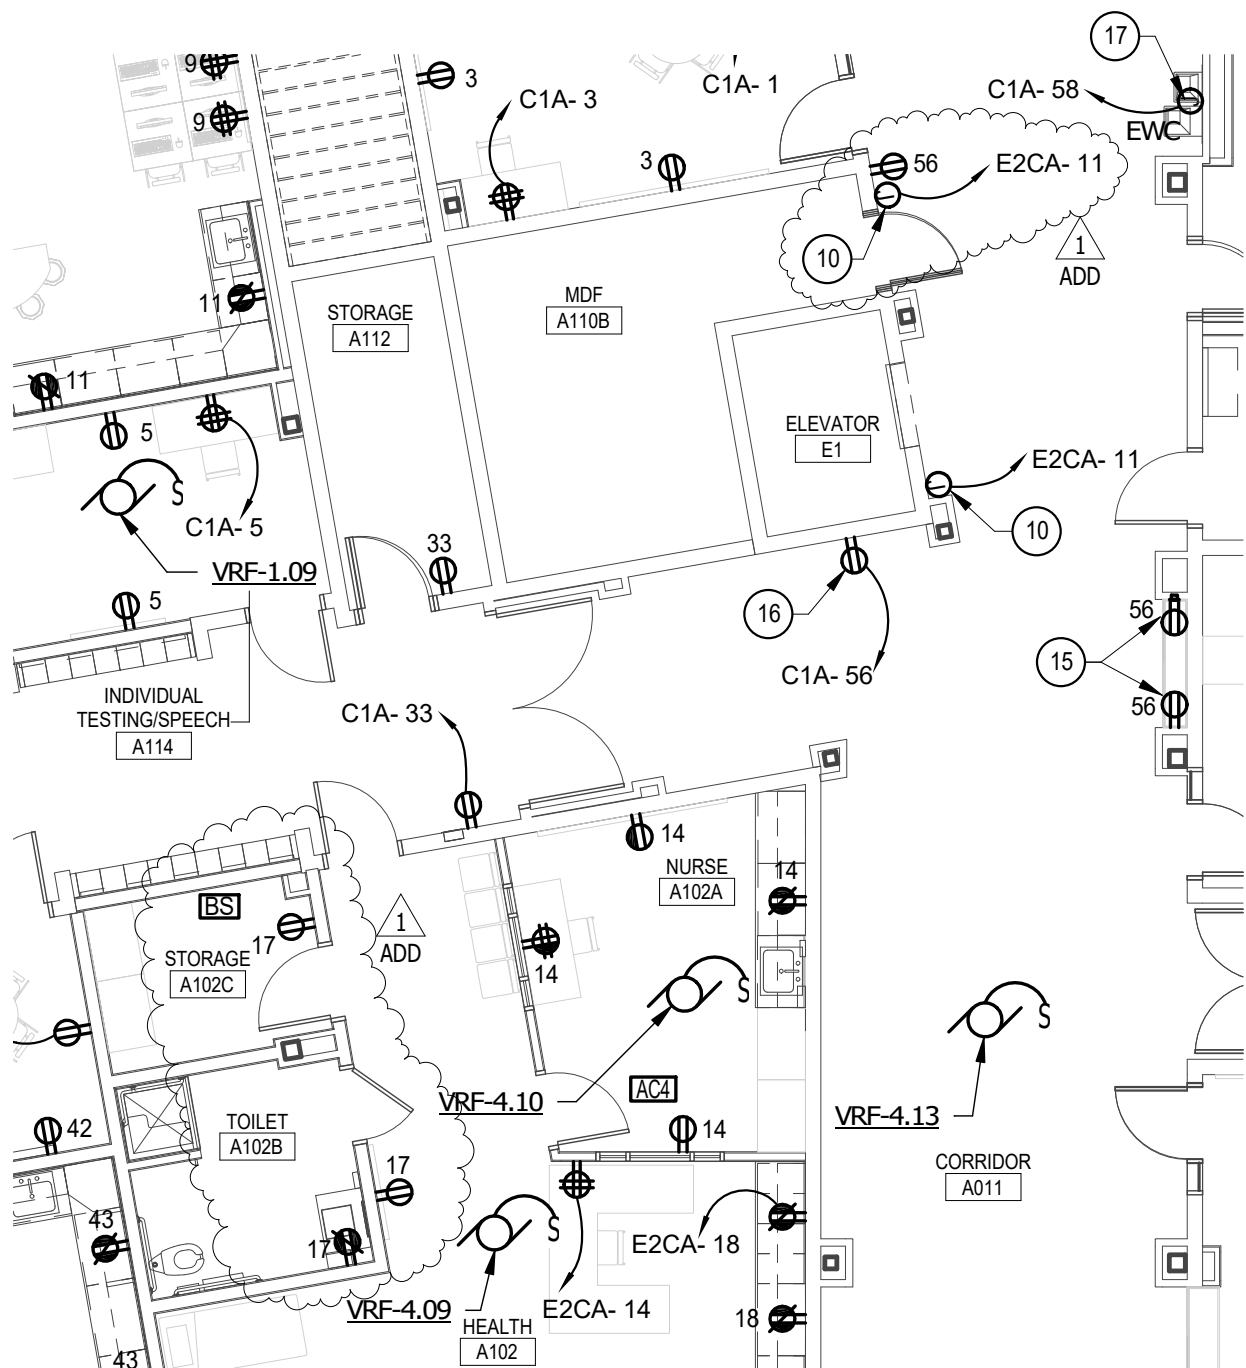 17
9
3
C1A- 1
C1A- 3
C1A- 58
9
EWC
3
56
E2CA- 11
10
1
ADD
11
STORAGE
A112
MDF
A110B
11
5
ELEVATOR
E1
E2CA- 11
S
C1A- 5
10
VRF-1.09
33
5
16
56
15
C1A- 56
56
INDIVIDUAL
TESTING/SPEECH
A114
C1A- 33
14
NURSE
A102A
14
BS
1
ADD
17
STORAGE
A102C
14
S
S
AC4
VRF-4.10
VRF-4.13
TOILET
A102B
42
14
CORRIDOR
A011
17
43
S
17
E2CA- 18
VRF-4.09
E2CA- 14
18
HEALTH
A102
43